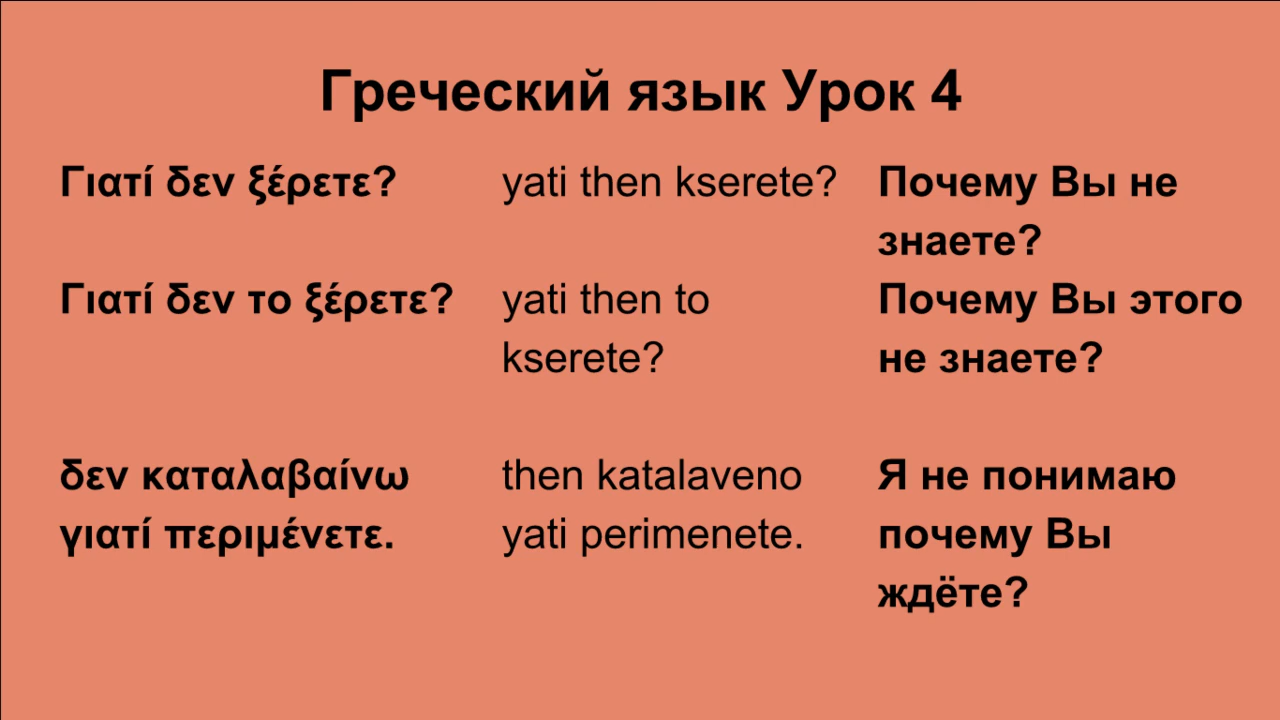 Греческий язык Урок 4
Γιατί δεν ξέρετε?
yati then kserete?
Почему Вы не
знаете?
Γιατί δεν το ξέρετε?
yati then to
kserete?
Почему Вы этого
не знаете?
δεν καταλαβαίνω
γιατί περιμένετε.
then katalaveno
yati perimenete.
Я не понимаю
почему Вы
ждёте?